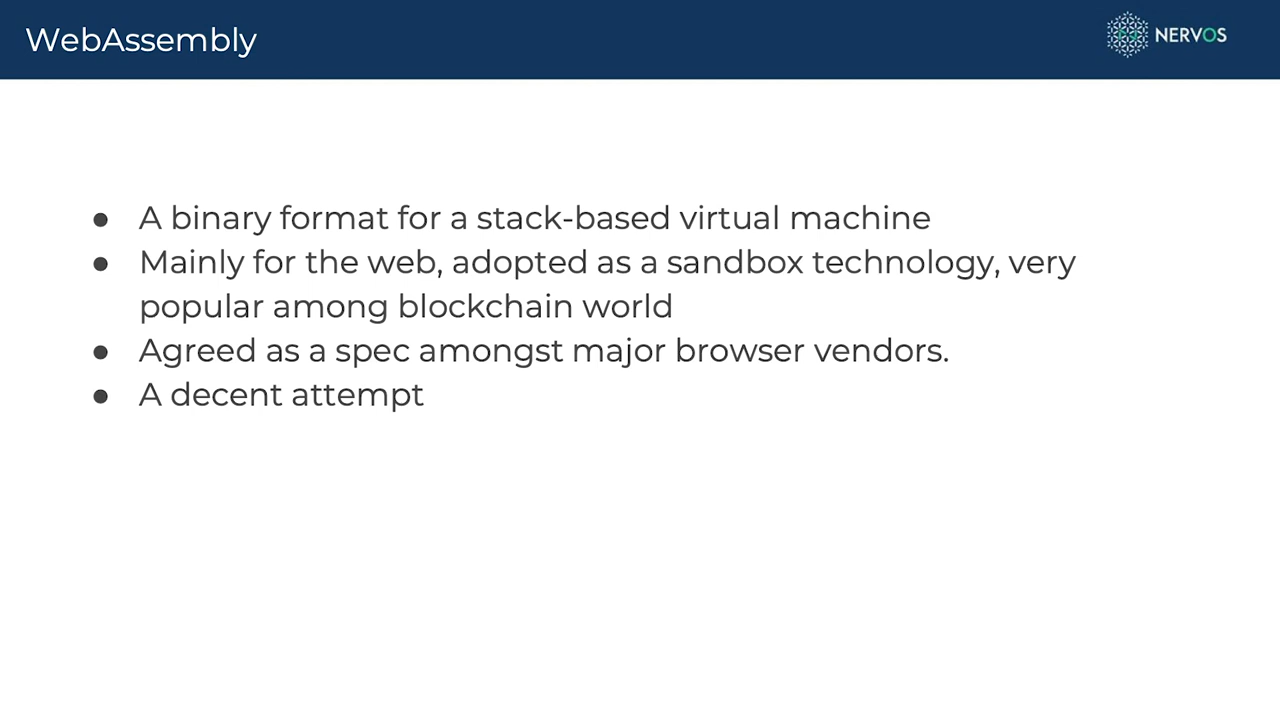 WebAssembly
NERVOS
● A binary format for a stack-based virtual machine
● Mainly for the web, adopted as a sandbox technology, very
popular among blockchain world
● Agreed as a spec amongst major browser vendors.
● A decent attempt